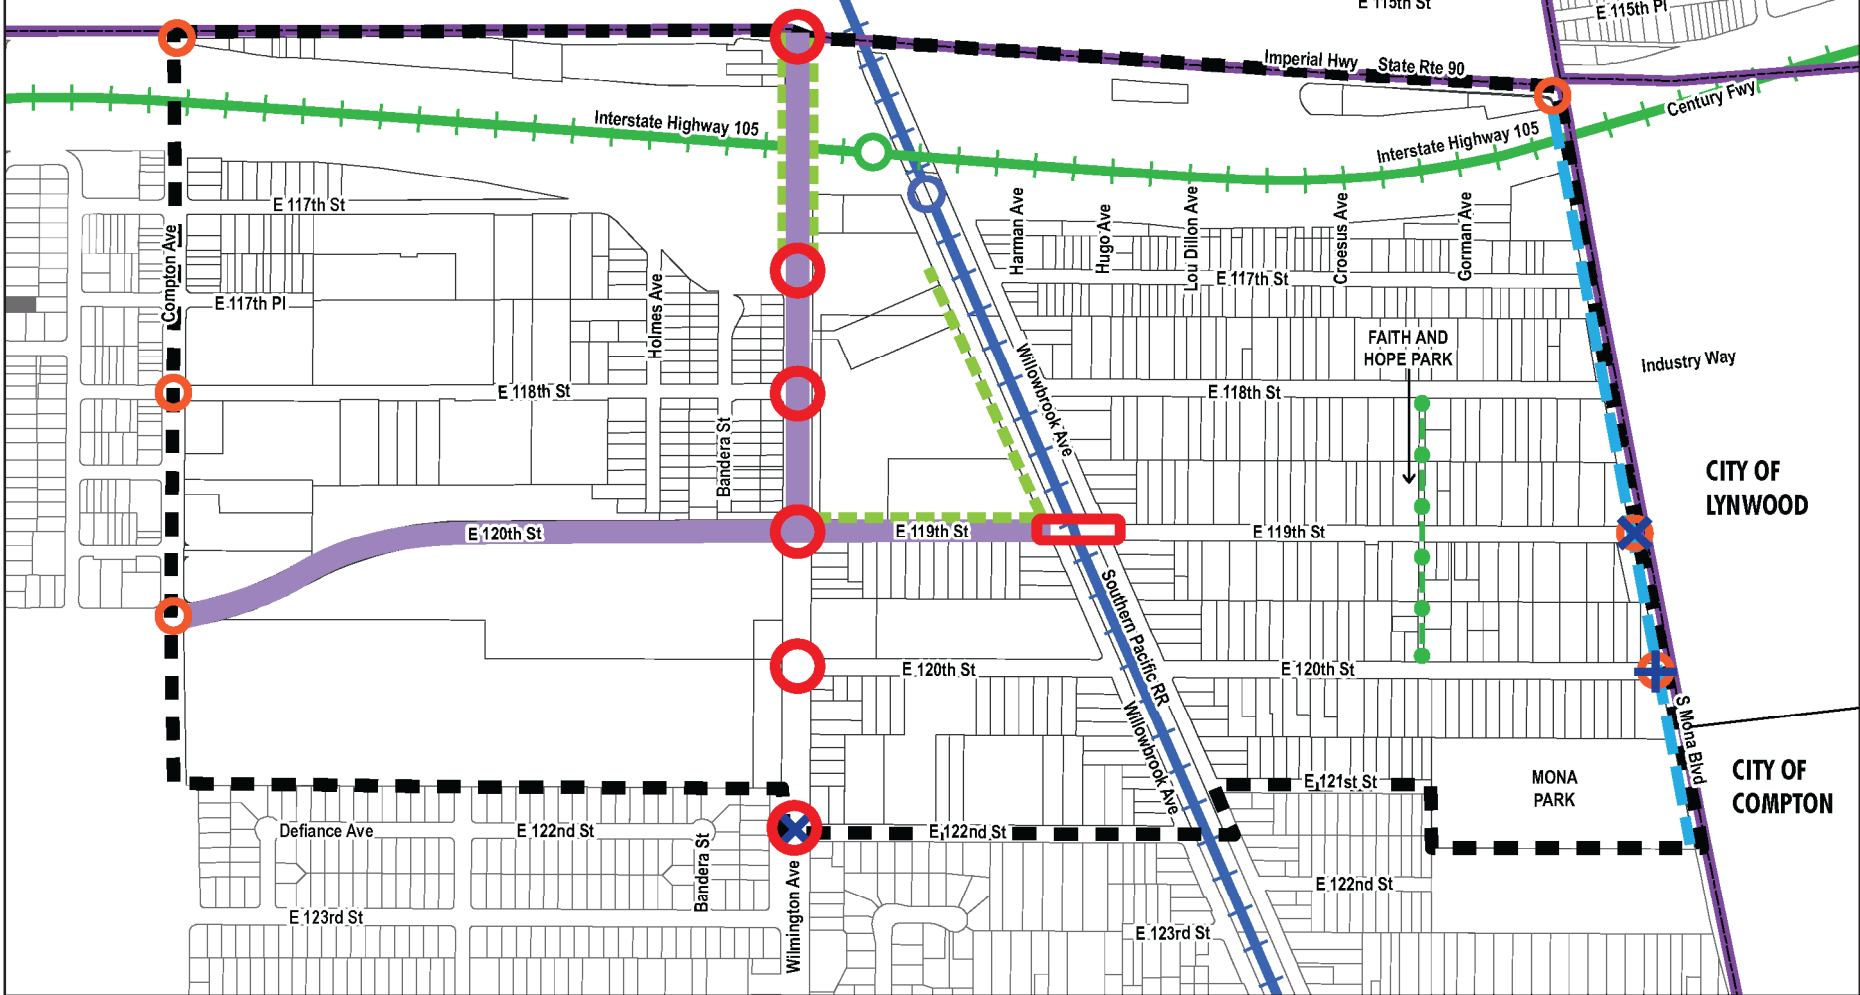 E 115th St
E 115th Pl
Imperial Hwy
State Rte 90
Century Fwy
Interstate Highway 105
Interstate Highway 105
E 117th St
Compton Ave
E 117th Pl
Holmes Ave
Harman Ave
Hugo Ave
Lou Dillon Ave
Croesus Ave
Gorman Ave
E 117th St
FAITH AND
HOPE PARK
Industry Way
E 118th St
E 118th St
Willowbrook Ave
Bandera St
CITY OF
LYNWOOD
E 120th St
E 119th St
E 119th St
Southern Pacific RR
E 120th St
E 120th St
Willowbrook Ave
S Mona Blvd
CITY OF
COMPTON
MONA
PARK
E 121st St
Defiance Ave
E 122nd St
E 122nd St
Bandera St
Wilmington Ave
E 122nd St
E 123rd St
E 123rd St